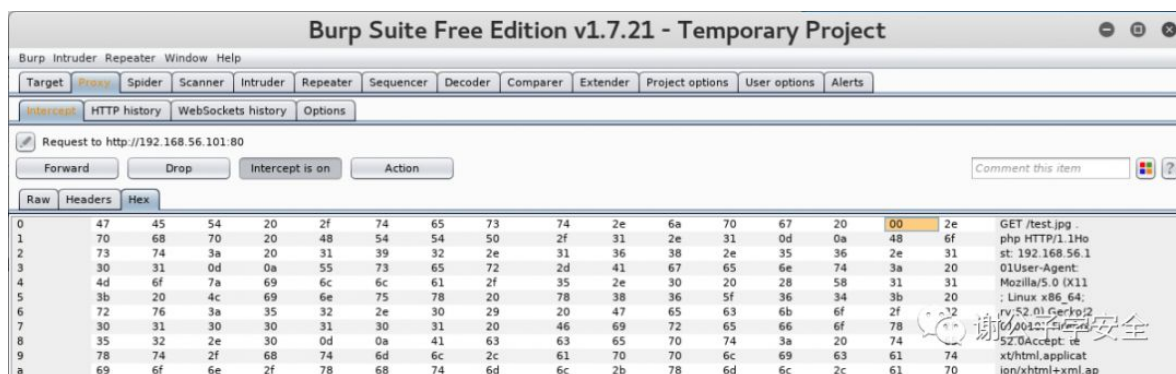 Burp Suite Free Edition v1.7.21 - Temporary Project
Burp Intruder Repeater Window Help
Target Proxy Spider Scanner Intruder Repeater Sequencer Decoder Comparer Extender Project options User options Alerts
Intercept HTTP history WebSockets history Options
Request to http://192.168.56.101:80
Forward Drop Intercept is on Action Comment this item ?
Raw Headers Hex
0 47 45 54 20 2f 74 65 73 74 2e 6a 70 67 20 00 2e GET /test.jpg .
1 70 68 70 20 48 54 54 50 2f 31 2e 31 0d 0a 48 6f php HTTP/1.1Ho
2 73 74 3a 20 31 39 32 2e 31 36 38 2e 35 36 2e 31 st: 192.168.56.1
3 30 31 0d 0a 55 73 65 72 2d 41 67 65 6e 74 3a 20 01User-Agent:
4 4d 6f 7a 69 6c 6c 61 2f 35 2e 30 20 28 58 31 31 Mozilla/5.0 (X11
5 3b 20 4c 69 6e 75 78 20 78 38 36 5f 36 34 3b 20 ; Linux x86_64;
6 72 76 3a 35 32 2e 30 29 20 47 65 63 6b 6f 2f 32 rv:52.0) Gecko/2
7 30 31 30 30 31 30 31 20 46 69 72 65 66 6f 78
8 35 32 2e 30 0d 0a 41 63 63 65 70 74 3a 20 74 52.0Accept: te
9 78 74 2f 68 74 6d 6c 2c 61 70 70 6c 69 63 61 74 xt/html,applicat
a 69 6f 6e 2f 78 68 74 6d 6c 2b 78 6d 6c 2c 61 70 ion/xhtml+xml,ap
谢公子学安全